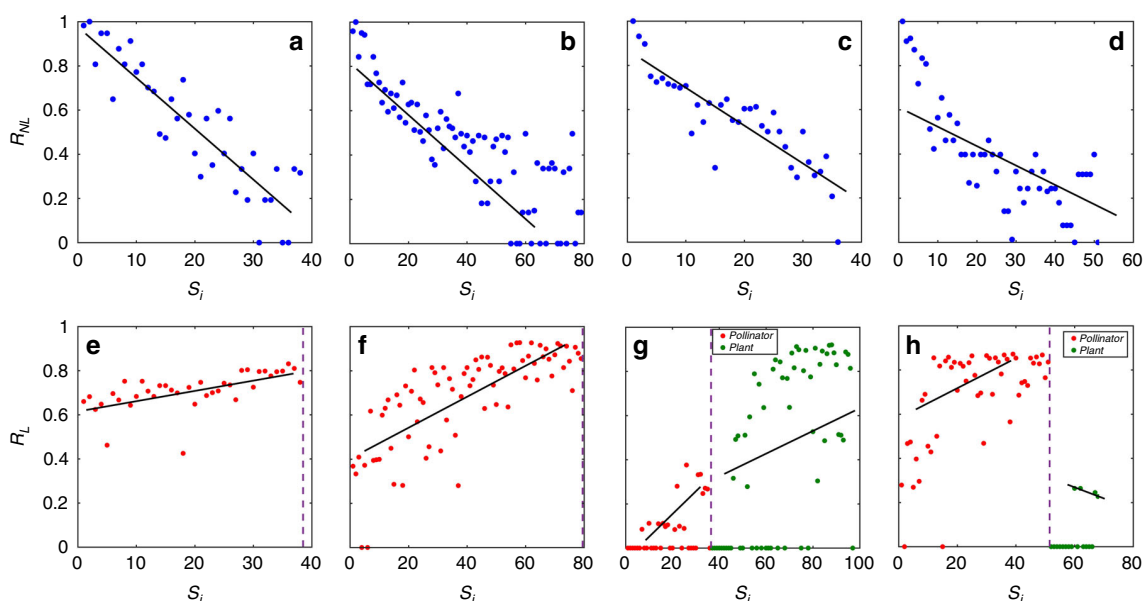 a b c d
1 0.8 0.6 0.4 0.2 0
R_NL
0 10 20 30 40
0 20 40 60 80
0 10 20 30 40
0 10 20 30 40 50 60
S_i S_i S_i S_i
e f g h
Pollinator
Plant
Pollinator
Plant
1 0.8 0.6 0.4 0.2 0
R_L
0 10 20 30 40
0 20 40 60 80
0 20 40 60 80 100
0 20 40 60 80
S_i S_i S_i S_i